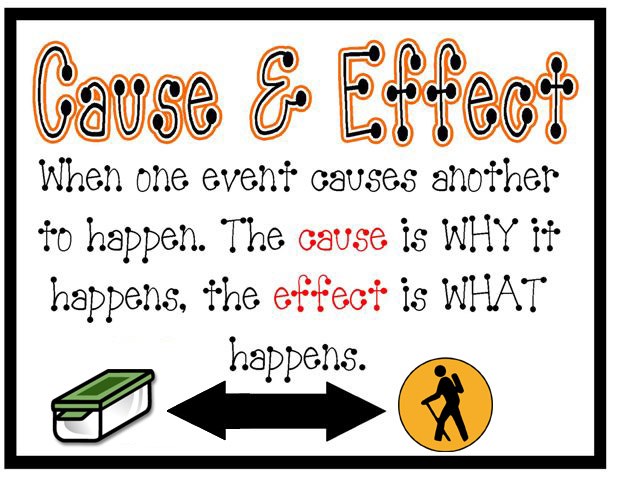 Cause & Effect
When one event causes another
to happen. The cause is WHY it
happens, the effect is WHAT
happens.